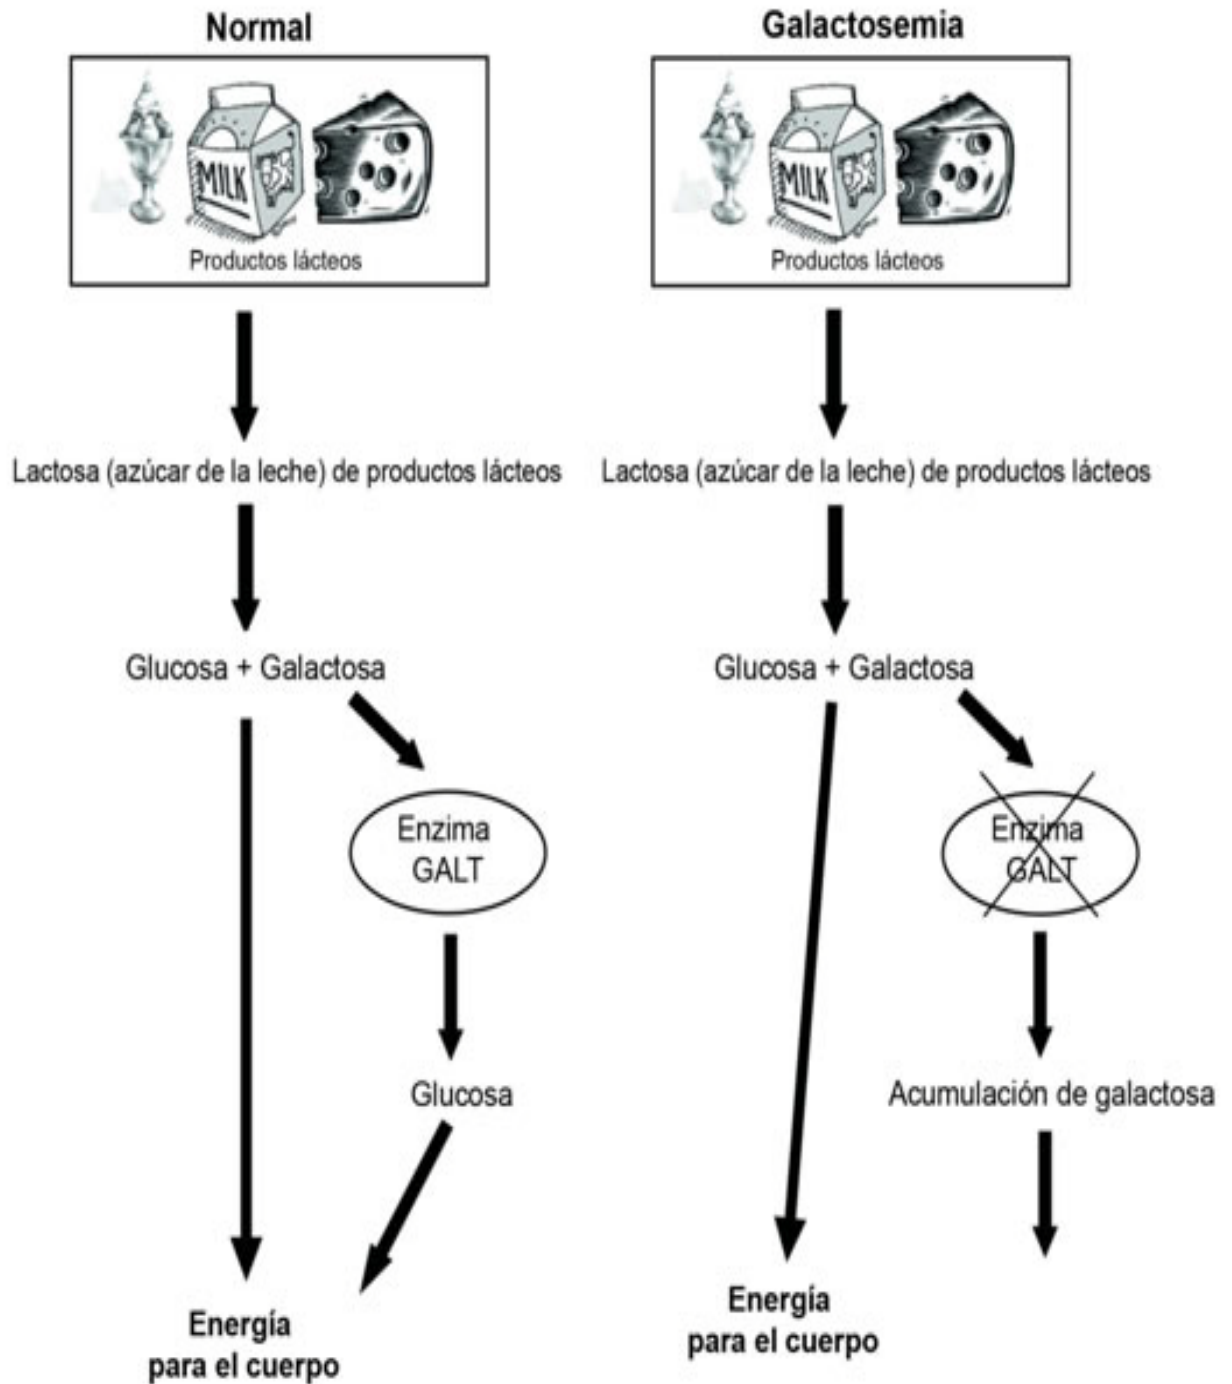 Normal
MILK
Productos lácteos
Lactosa (azúcar de la leche) de productos lácteos
Glucosa + Galactosa
Enzima
GALT
Glucosa
Energía
para el cuerpo
Galactosemia
MILK
Productos lácteos
Lactosa (azúcar de la leche) de productos lácteos
Glucosa + Galactosa
Enzima
GALT
Acumulación de galactosa
Energía
para el cuerpo